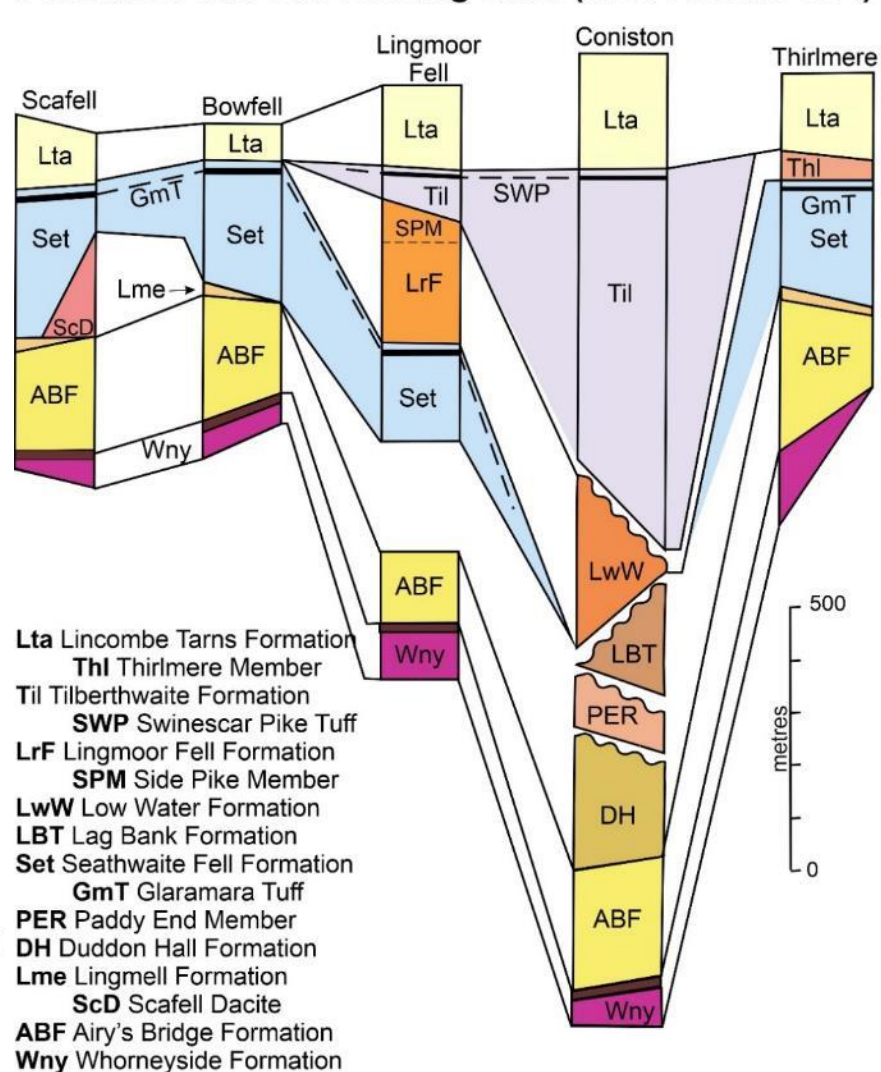 Scafell
Bowfell
Lingmoor
Fell
Coniston
Thirlmere
Lta
Lta
Lta
Lta
Lta
Thl
GmT
GmT
SWP
Til
Til
Set
Set
Set
Set
SPM
LrF
Lme
ScD
ABF
ABF
ABF
ABF
ABF
Wny
Wny
Wny
LwW
LBT
PER
DH
500
metres
0
Lta Lincombe Tarns Formation
Thl Thirlmere Member
Til Tilberthwaite Formation
SWP Swinescar Pike Tuff
LrF Lingmoor Fell Formation
SPM Side Pike Member
LwW Low Water Formation
LBT Lag Bank Formation
Set Seathwaite Fell Formation
GmT Glaramara Tuff
PER Paddy End Member
DH Duddon Hall Formation
Lme Lingmell Formation
ScD Scafell Dacite
ABF Airy's Bridge Formation
Wny Whorneyside Formation